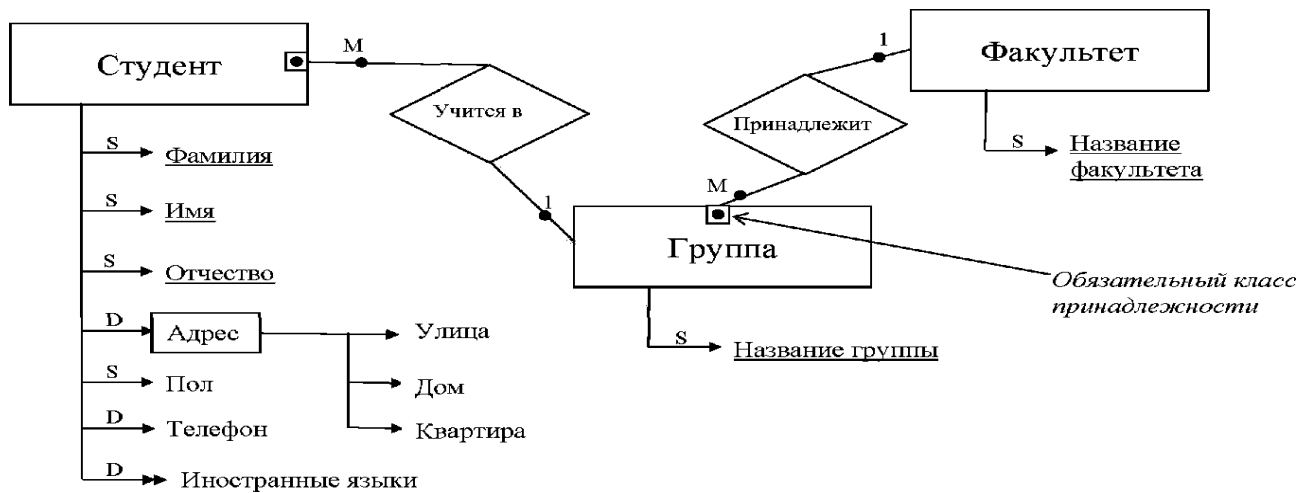 Студент
М
Учится в
1
Принадлежит
М
1
Факультет
S
Название
факультета
Группа
S
Название группы
Обязательный класс
принадлежности
S
Фамилия
S
Имя
S
Отчество
D
Адрес
Улица
Дом
Квартира
S
Пол
D
Телефон
D
Иностранные языки